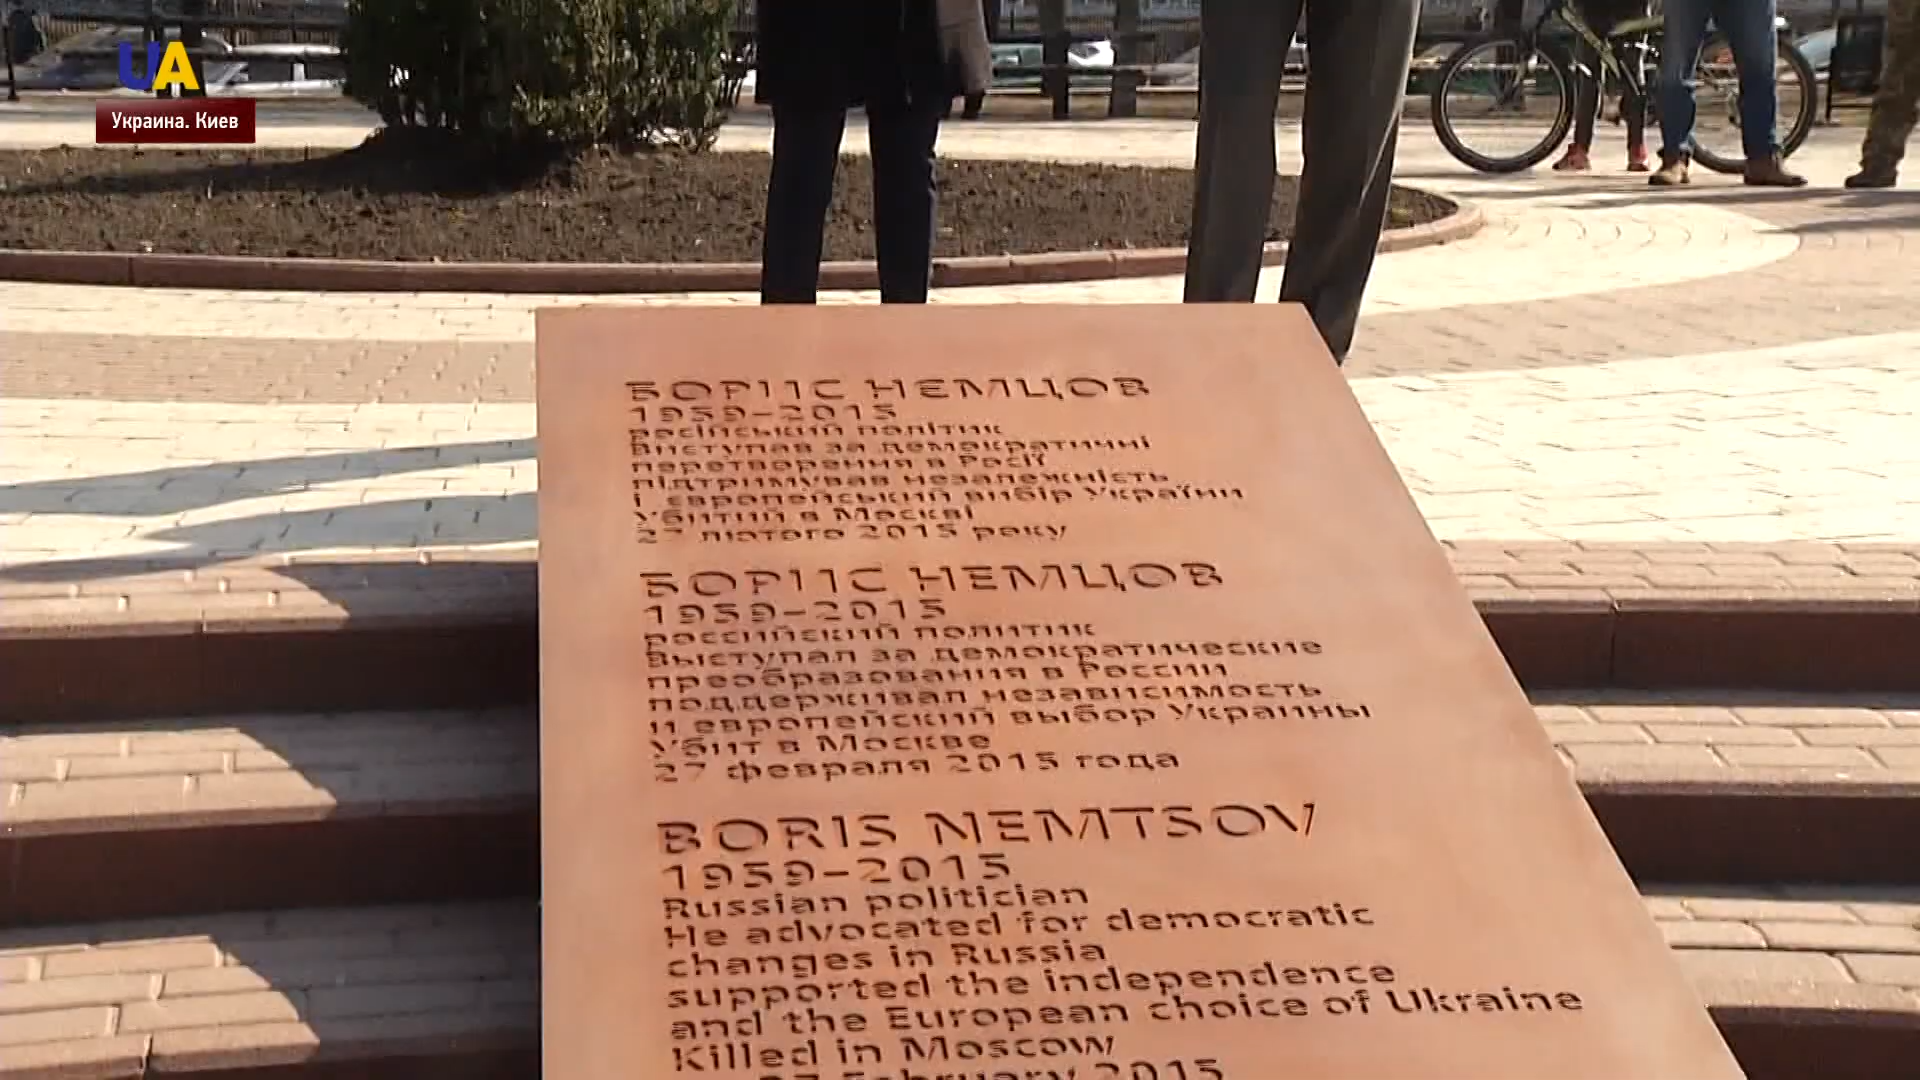 UA
Украина. Киев
БОРИС НЕМЦОВ
1959–2015
російський політик
Виступав за демократичні
перетворення в Росії
підтримував незалежність
і європейський вибір України
Убитий в Москві
27 лютого 2015 року
БОРИС НЕМЦОВ
1959–2015
российский политик
Выступал за демократические
преобразования в России
поддерживал независимость
и европейский выбор Украины
Убит в Москве
27 февраля 2015 года
BORIS NEMTSOV
1959–2015
Russian politician
He advocated for democratic
changes in Russia
supported the independence
and the European choice of Ukraine
Killed in Moscow
27 February 2015